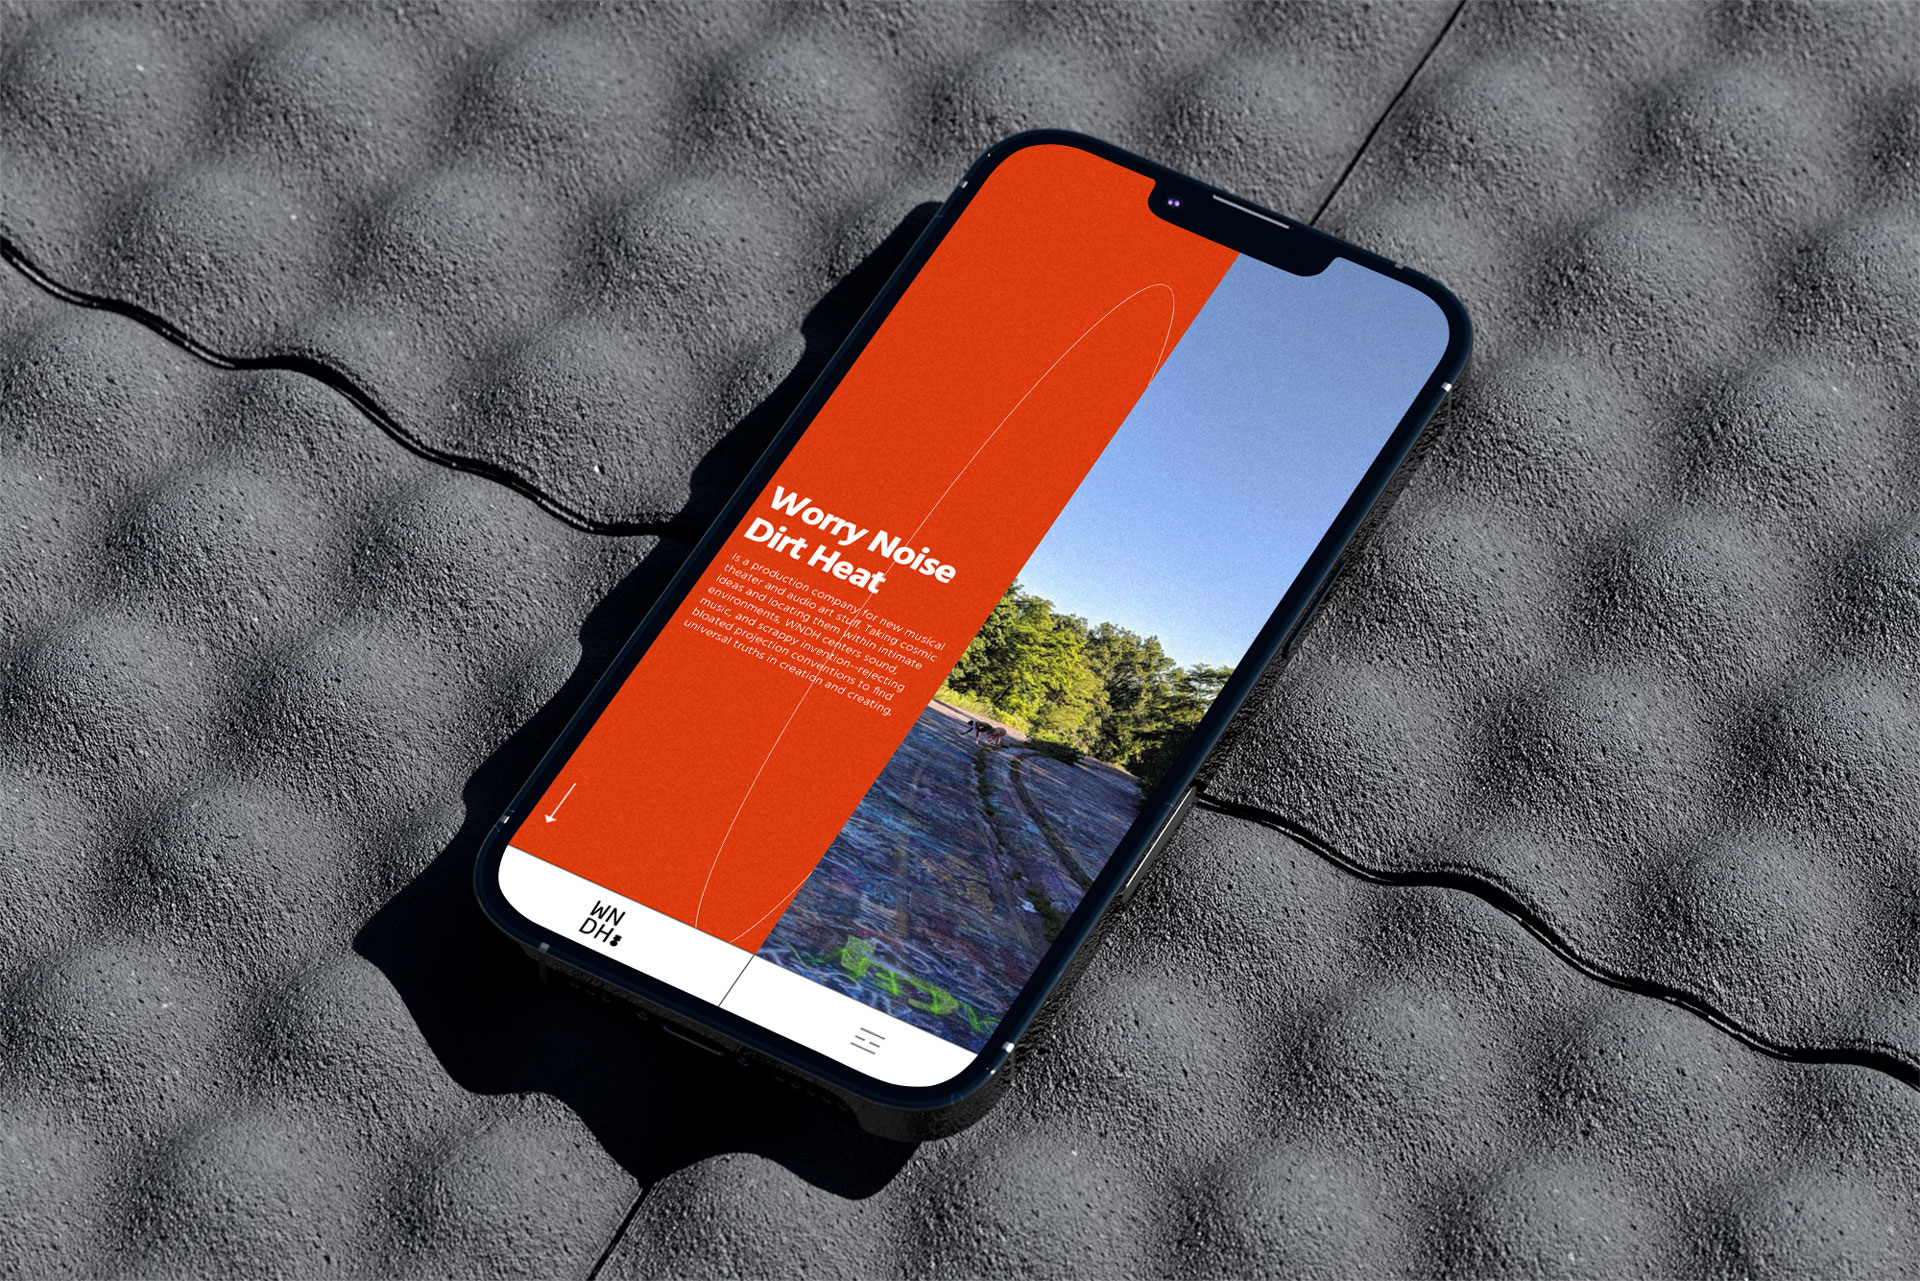 Worry Noise
Dirt Heat
Is a production company for new musical
theater and audio art stuff. Taking cosmic
ideas and locating them within intimate
environments, WNDH centers sound,
music, and scrappy invention--rejecting
bloated projection conventions to find
universal truths in creation and creating.
WN
DH